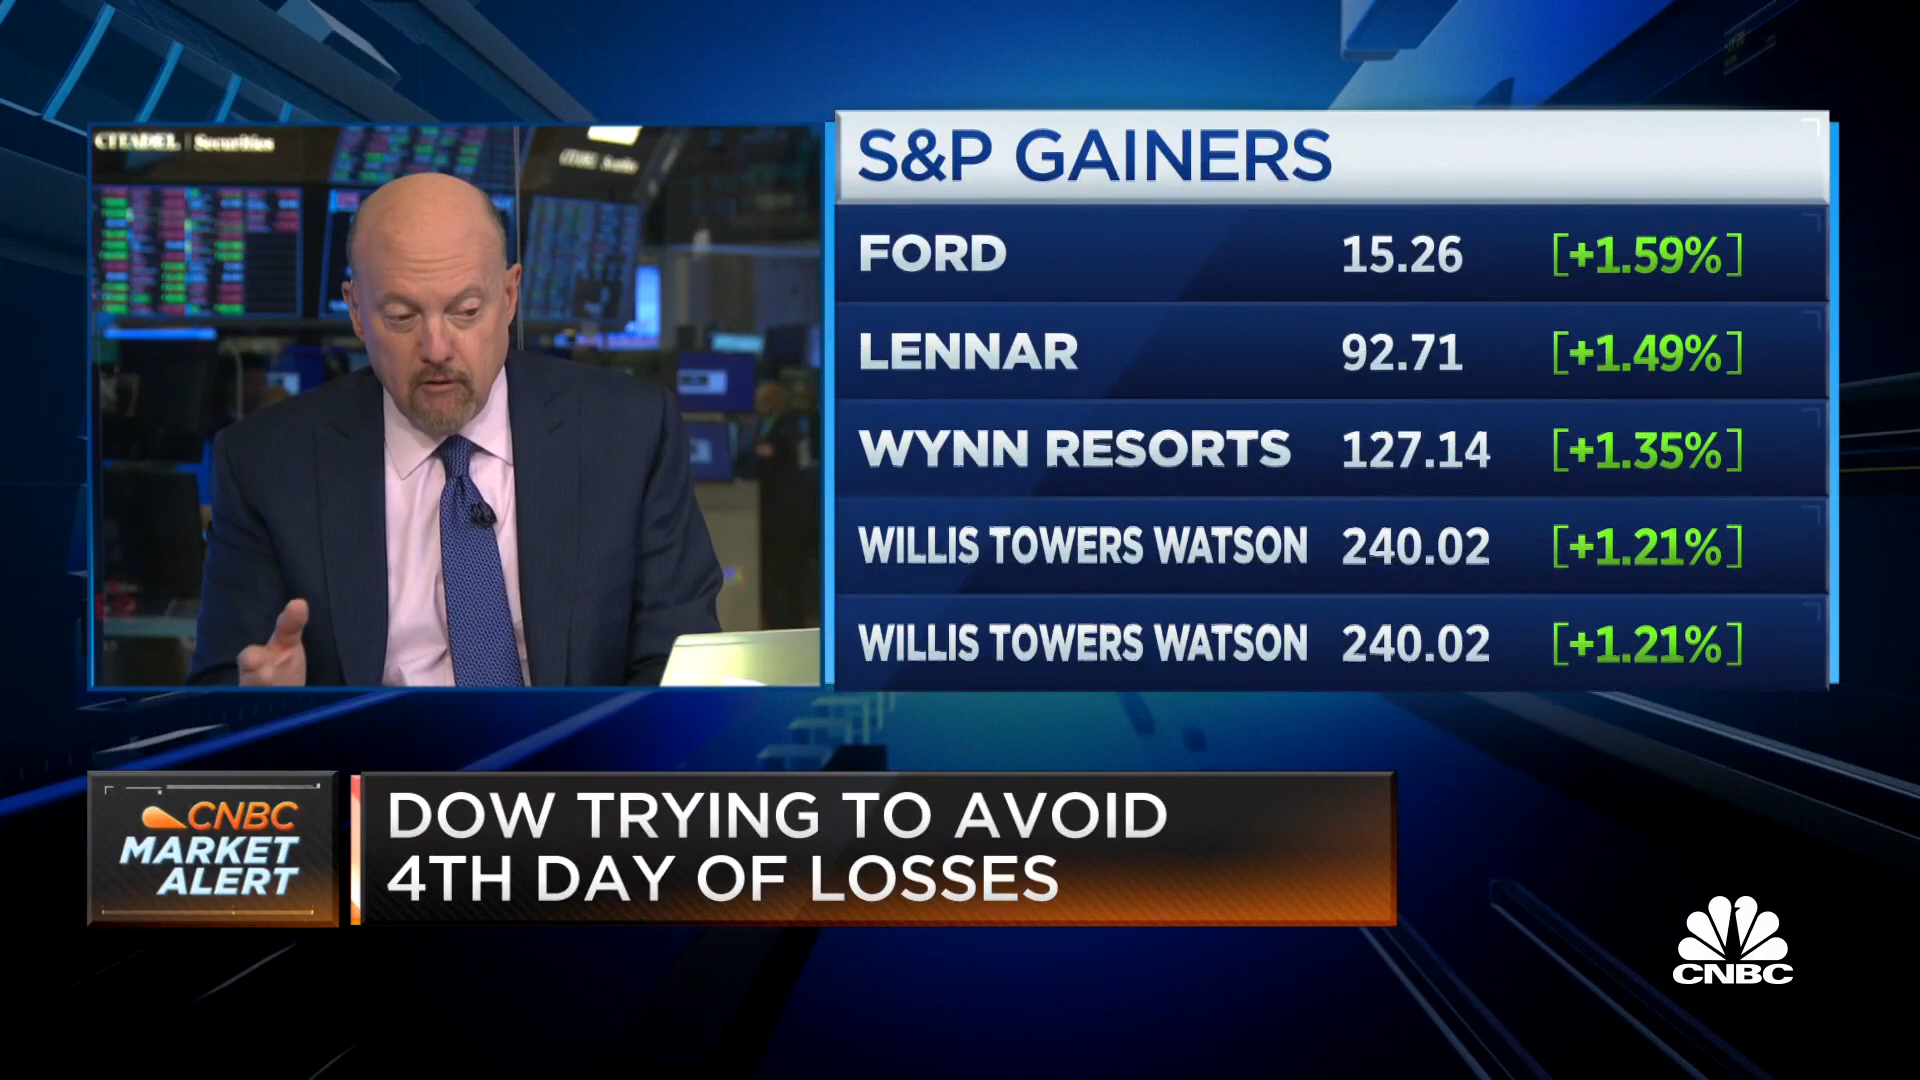 CITADEL | Securities
S&P GAINERS
FORD 15.26 [+1.59%]
LENNAR 92.71 [+1.49%]
WYNN RESORTS 127.14 [+1.35%]
WILLIS TOWERS WATSON 240.02 [+1.21%]
WILLIS TOWERS WATSON 240.02 [+1.21%]
CNBC
MARKET
ALERT
DOW TRYING TO AVOID
4TH DAY OF LOSSES
CNBC